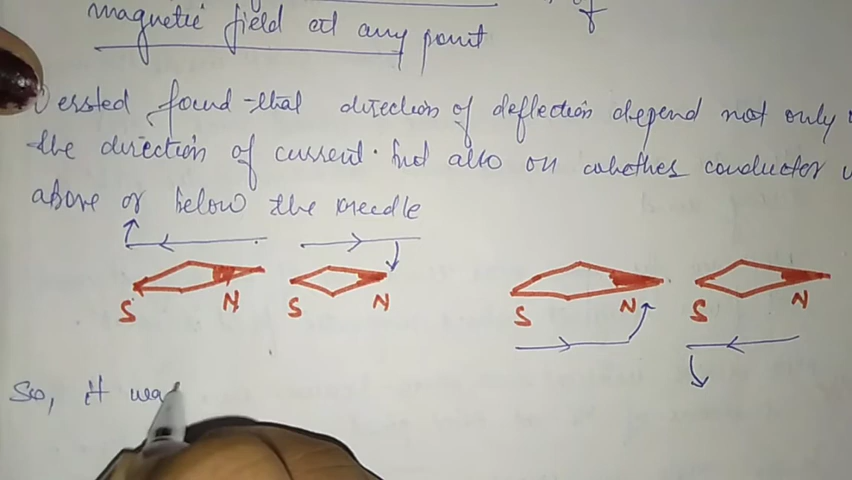 magnetic field at any point
Oersted found that direction of deflection depend not only
the direction of current. but also on whether conductor
above or below the needle
S N S N S N S N
So, it wa